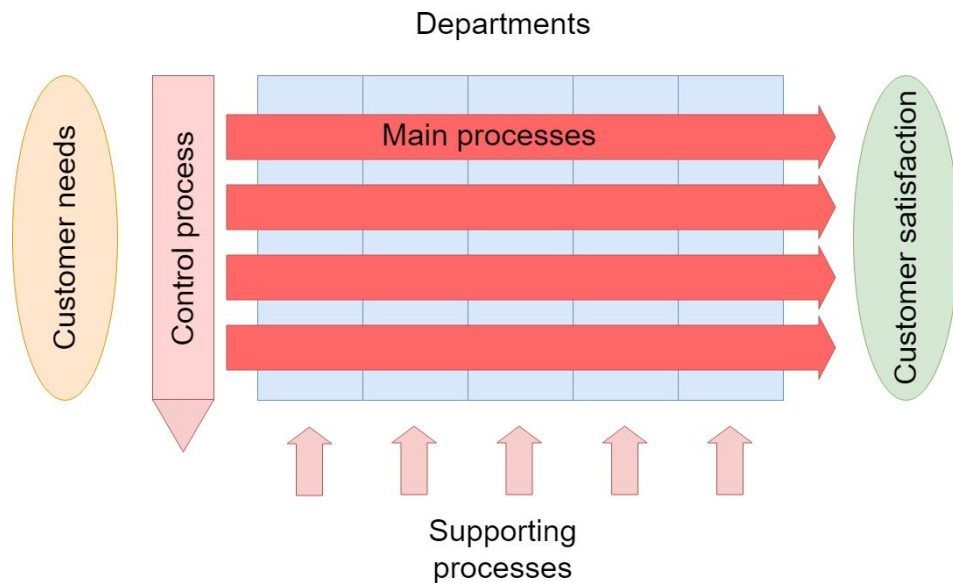 Departments
Customer needs
Control process
Main processes
Customer satisfaction
Supporting
processes